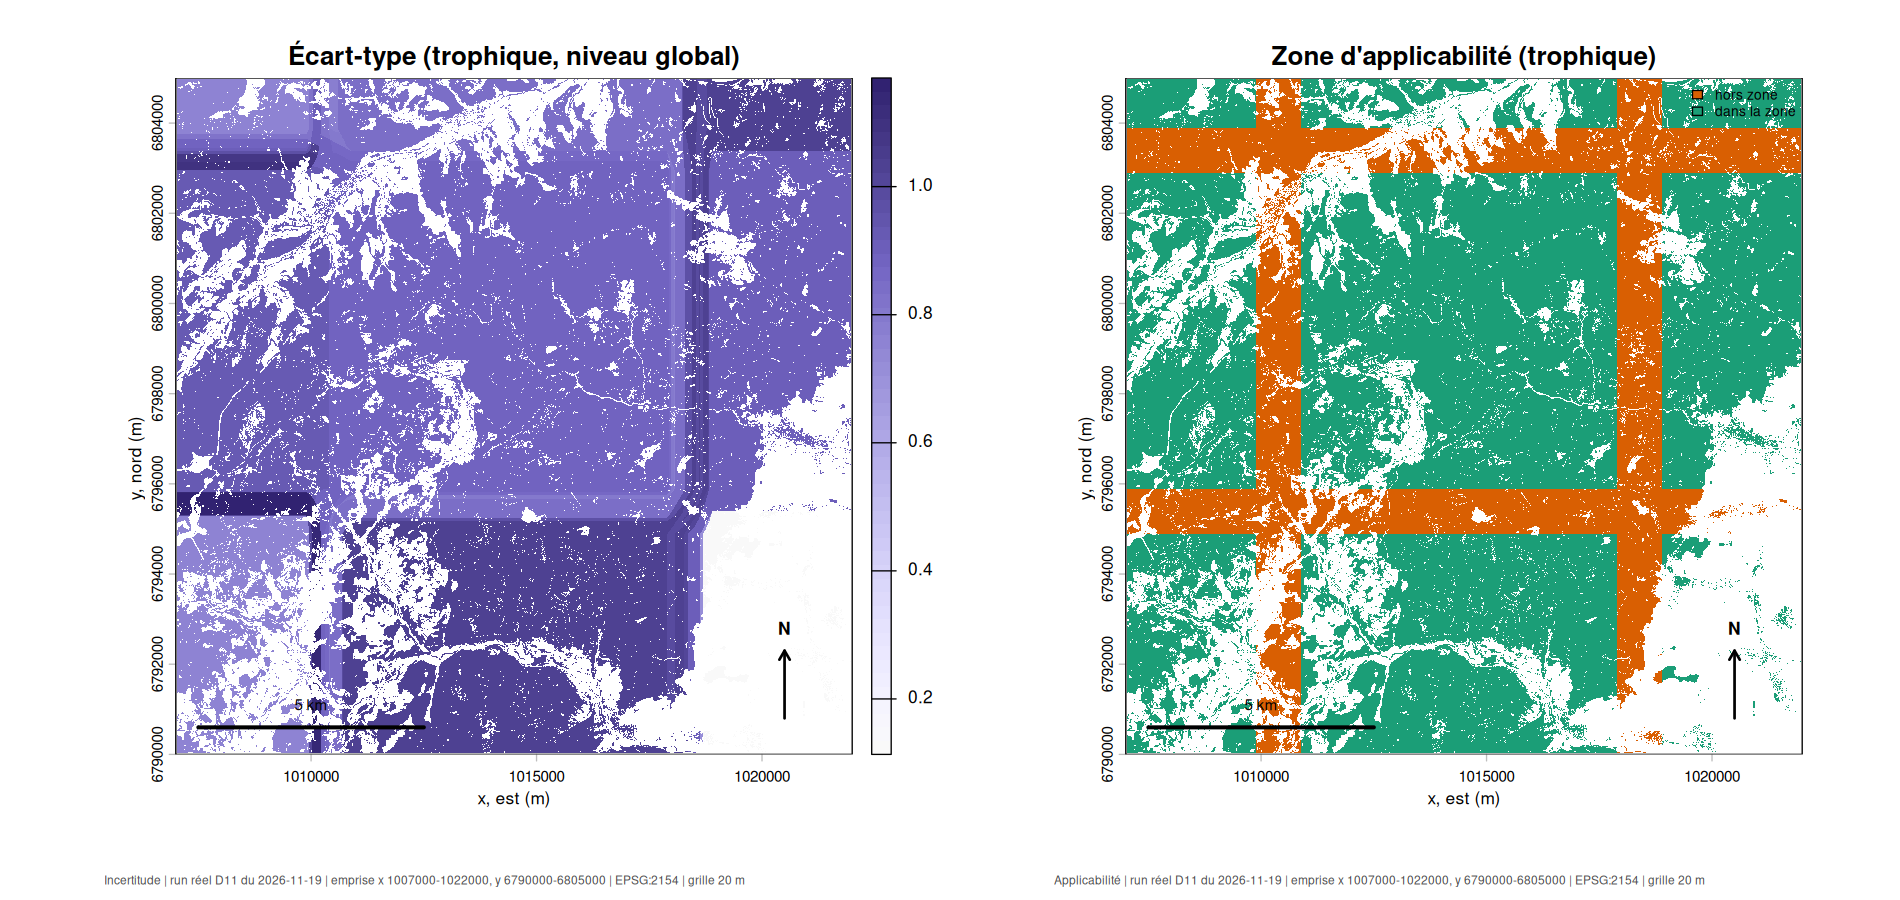 Écart-type (trophique, niveau global)
6804000
6802000
6800000
6798000
6796000
6794000
6792000
6790000
y, nord (m)
1.0
0.8
0.6
0.4
0.2
N
5 km
1010000
1015000
1020000
x, est (m)
Incertitude | run réel D11 du 2026-11-19 | emprise x 1007000-1022000, y 6790000-6805000 | EPSG:2154 | grille 20 m
Zone d'applicabilité (trophique)
hors zone
dans la zone
6804000
6802000
6800000
6798000
6796000
6794000
6792000
6790000
y, nord (m)
N
5 km
1010000
1015000
1020000
x, est (m)
Applicabilité | run réel D11 du 2026-11-19 | emprise x 1007000-1022000, y 6790000-6805000 | EPSG:2154 | grille 20 m